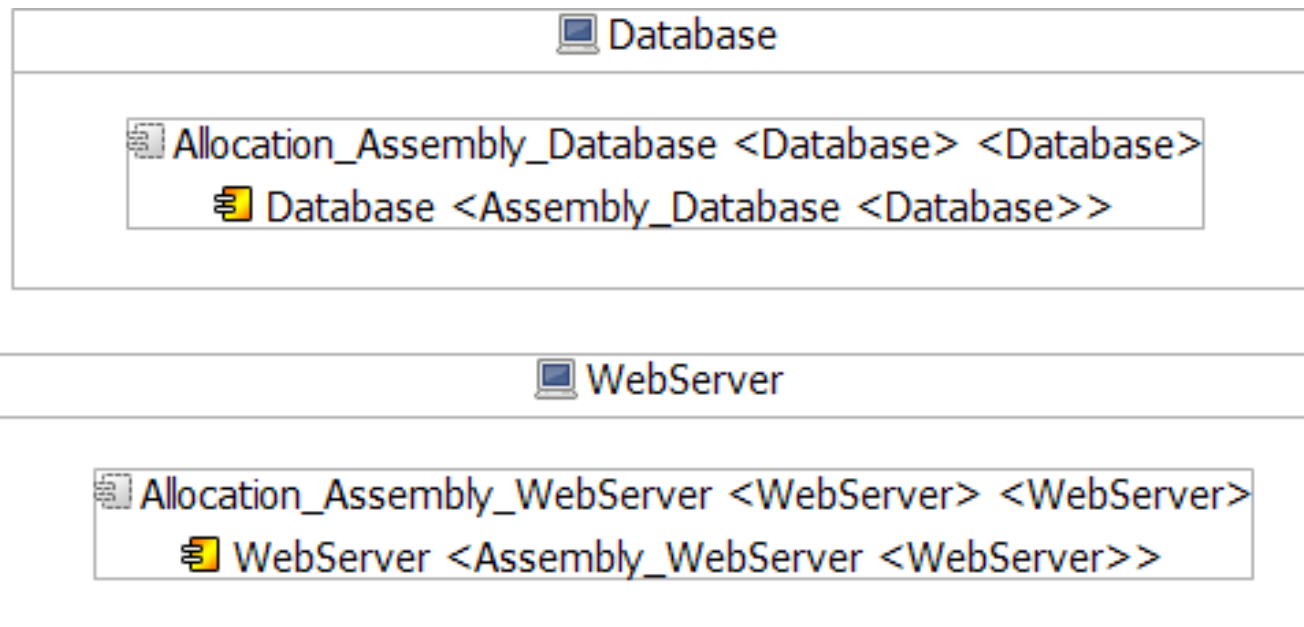 Database
Allocation_Assembly_Database <Database> <Database>
Database <Assembly_Database <Database>>
WebServer
Allocation_Assembly_WebServer <WebServer> <WebServer>
WebServer <Assembly_WebServer <WebServer>>